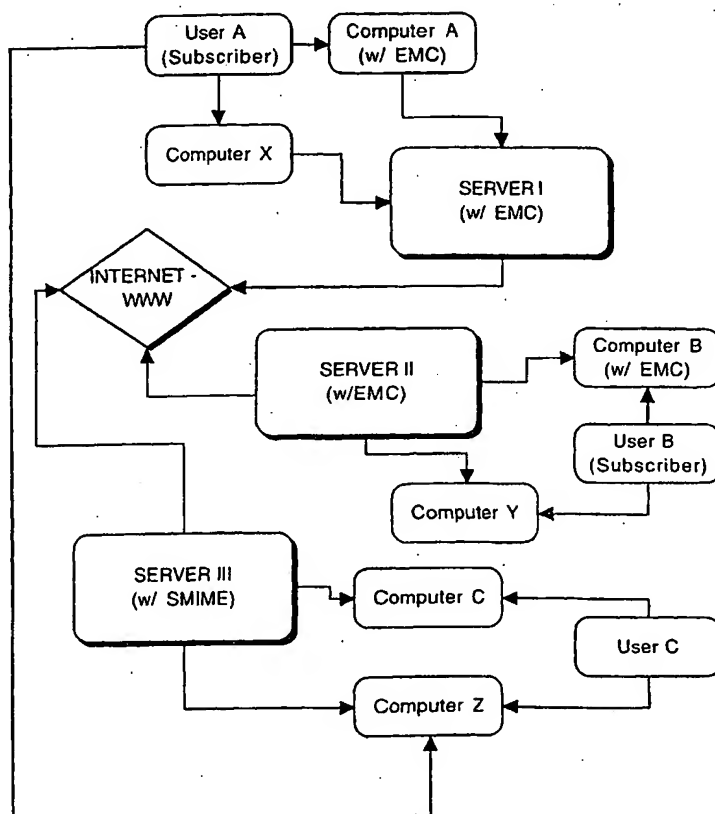 User A
(Subscriber)
Computer A
(w/ EMC)
Computer X
SERVER I
(w/ EMC)
INTERNET -
WWW
SERVER II
(w/EMC)
Computer B
(w/ EMC)
User B
(Subscriber)
Computer Y
SERVER III
(w/ SMIME)
Computer C
User C
Computer Z